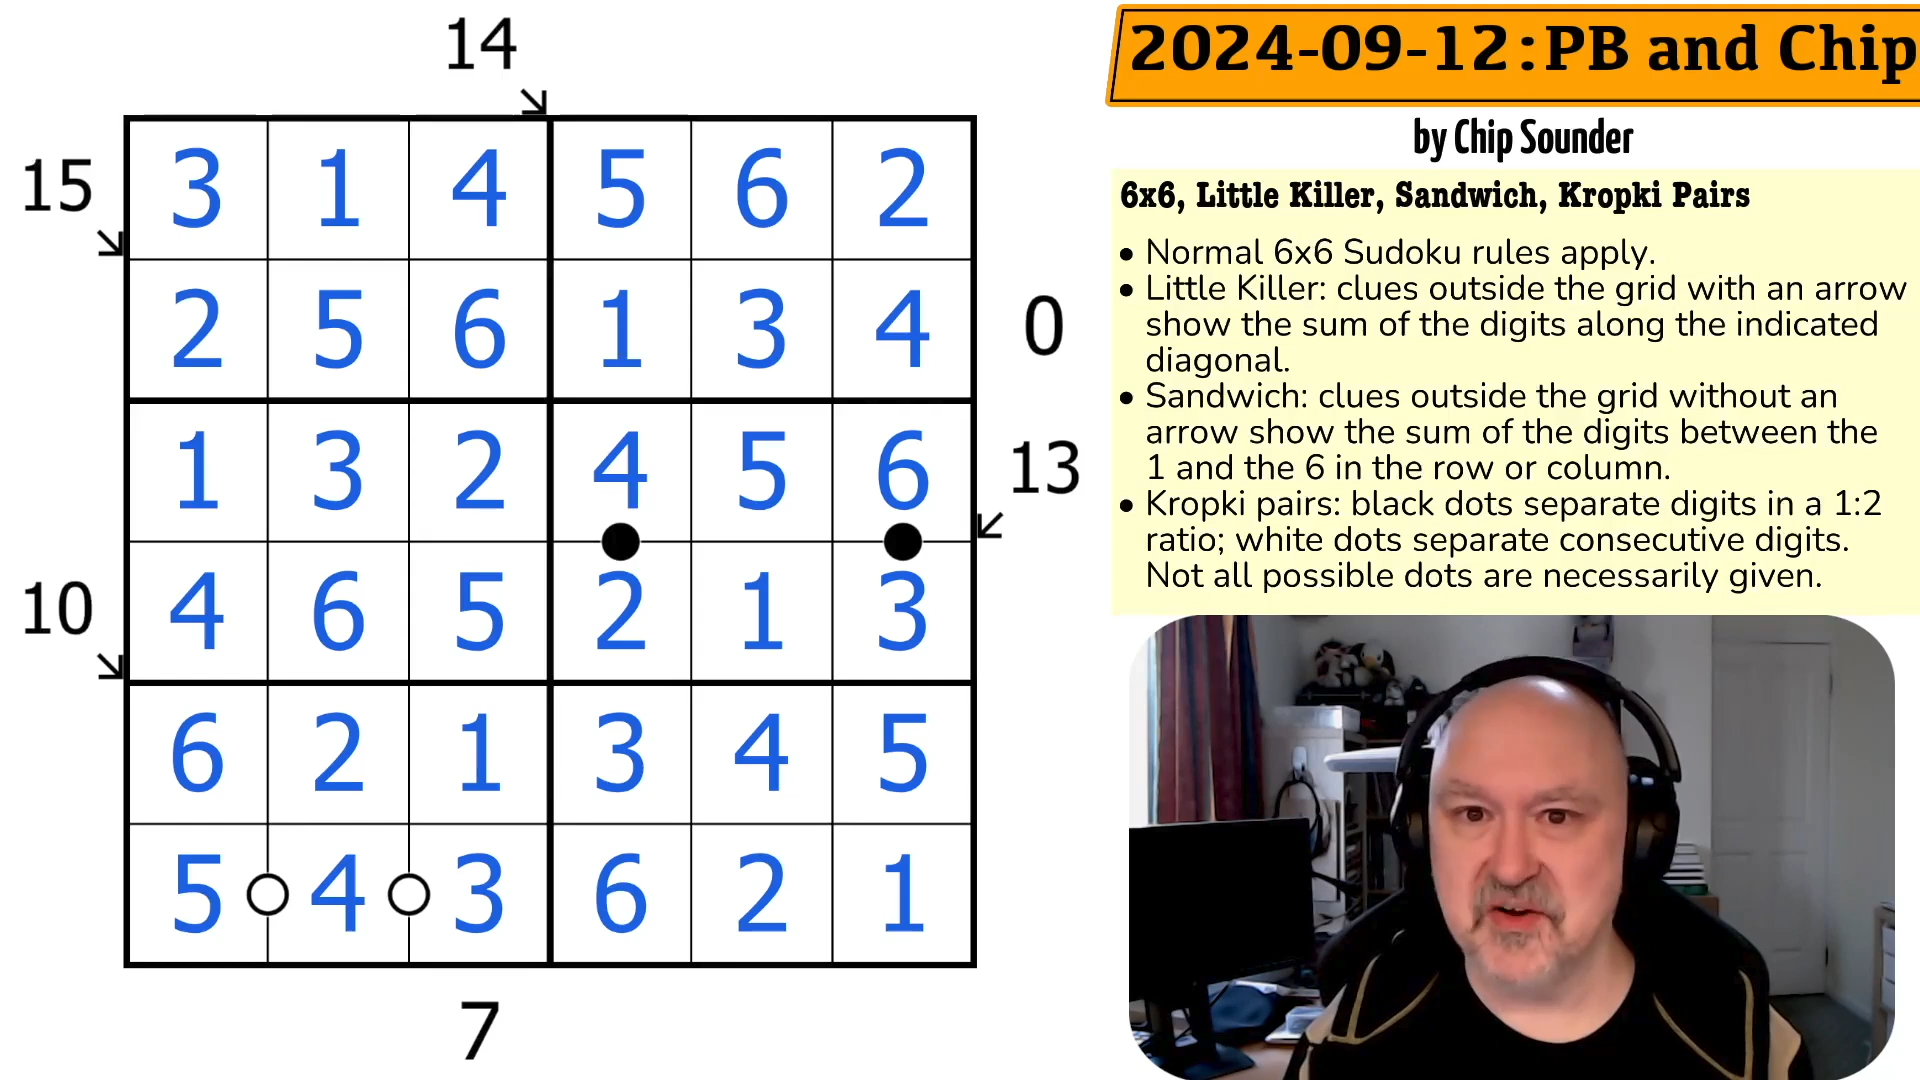 2024-09-12: PB and Chip
by Chip Sounder
6x6, Little Killer, Sandwich, Kropki Pairs
• Normal 6x6 Sudoku rules apply.
• Little Killer: clues outside the grid with an arrow
show the sum of the digits along the indicated
diagonal.
• Sandwich: clues outside the grid without an
arrow show the sum of the digits between the
1 and the 6 in the row or column.
• Kropki pairs: black dots separate digits in a 1:2
ratio; white dots separate consecutive digits.
Not all possible dots are necessarily given.
14
15 3 1 4 5 6 2
2 5 6 1 3 4 0
1 3 2 4 5 6 13
10 4 6 5 2 1 3
6 2 1 3 4 5
5 4 3 6 2 1
7